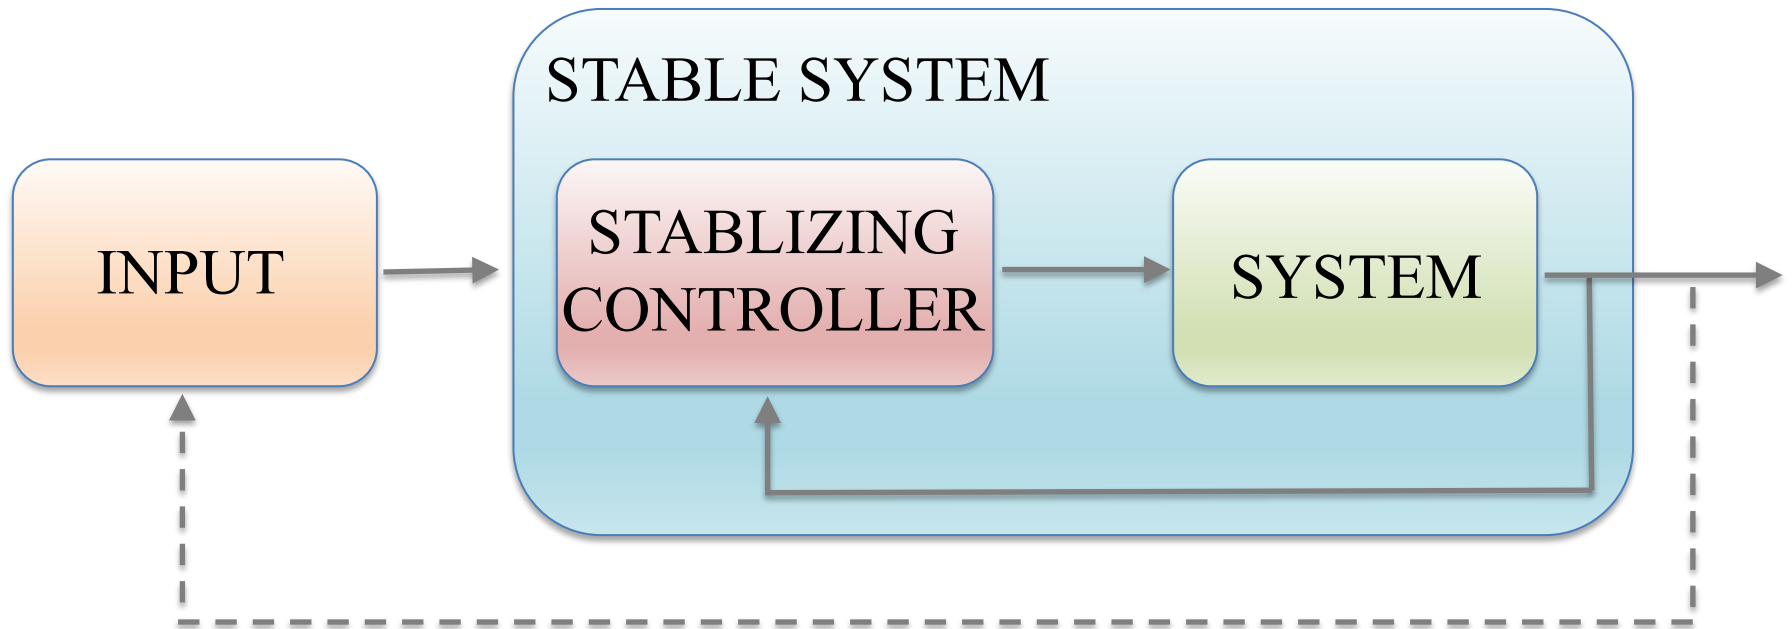 STABLE SYSTEM
INPUT
STABLIZING
CONTROLLER
SYSTEM